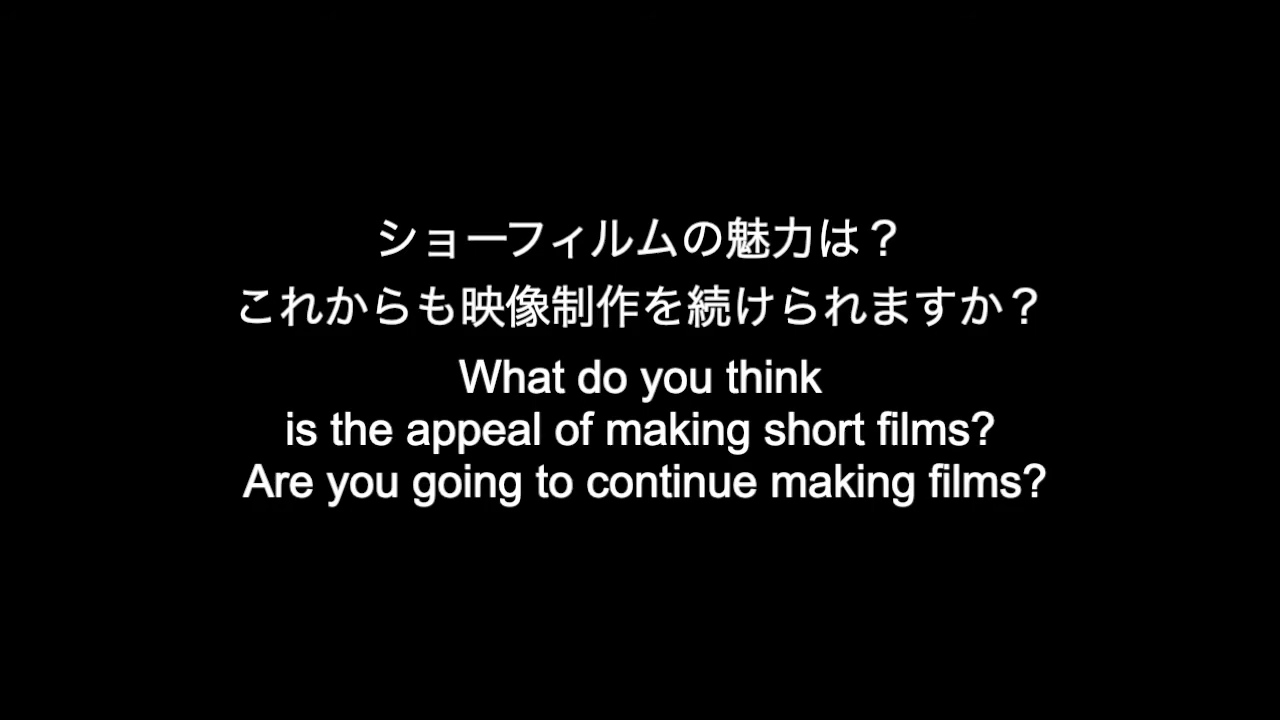 ショーフィルムの魅力は？
これからも映像制作を続けられますか？
What do you think
is the appeal of making short films?
Are you going to continue making films?